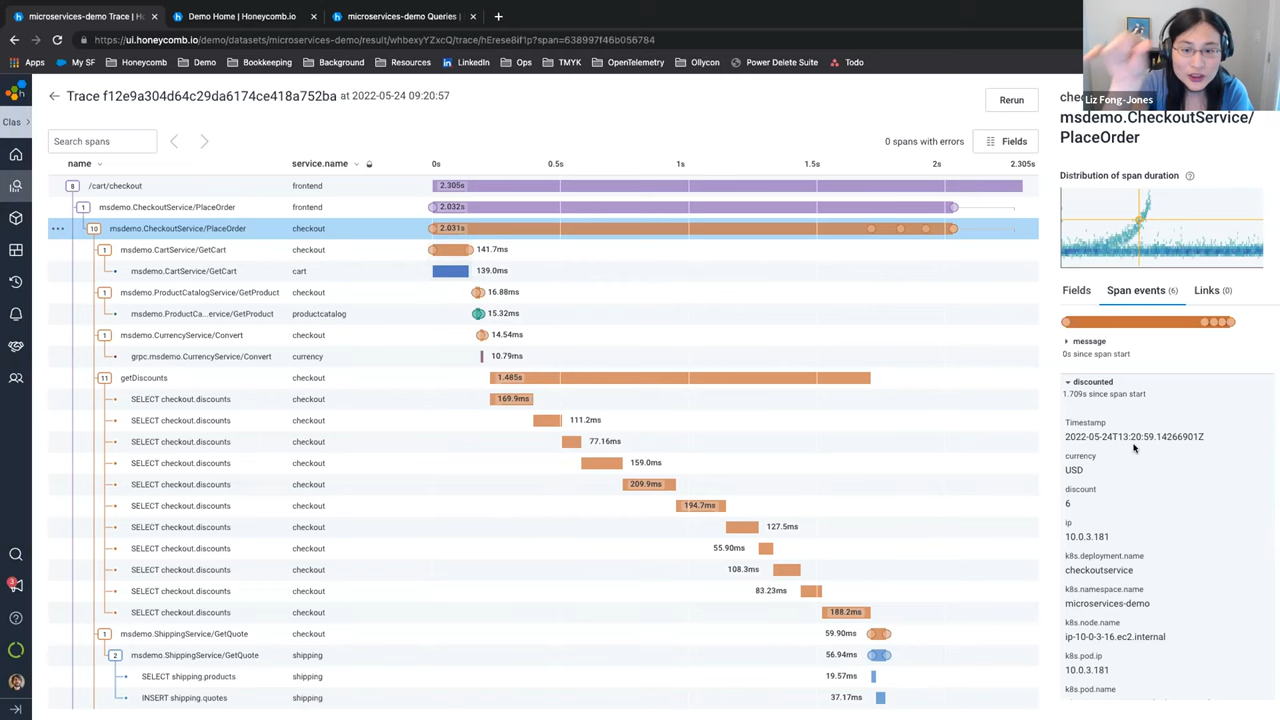 microservices-demo Trace | H
Demo Home | Honeycomb.io
microservices-demo Queries |
https://ui.honeycomb.io/demo/datasets/microservices-demo/result/whbexyYZxcQ/trace/hErese8if1p?span=638997f46b056784
Apps My SF Honeycomb Demo Bookkeeping Background Resources LinkedIn Ops TMYK OpenTelemetry Ollycon Power Delete Suite Todo
Liz Fong-Jones
Clas
Trace f12e9a304d64c29da6174ce418a752ba at 2022-05-24 09:20:57
Rerun
Search spans
0 spans with errors
Fields
name service.name 0s 0.5s 1s 1.5s 2s 2.305s
8 /cart/checkout frontend 2.305s
1 msdemo.CheckoutService/PlaceOrder frontend 2.032s
10 msdemo.CheckoutService/PlaceOrder checkout 2.031s
1 msdemo.CartService/GetCart checkout 141.7ms
msdemo.CartService/GetCart cart 139.0ms
1 msdemo.ProductCatalogService/GetProduct checkout 16.88ms
msdemo.ProductCa...ervice/GetProduct productcatalog 15.32ms
1 msdemo.CurrencyService/Convert checkout 14.54ms
grpc.msdemo.CurrencyService/Convert currency 10.79ms
11 getDiscounts checkout 1.485s
SELECT checkout.discounts checkout 169.9ms
SELECT checkout.discounts checkout 111.2ms
SELECT checkout.discounts checkout 77.16ms
SELECT checkout.discounts checkout 159.0ms
SELECT checkout.discounts checkout 209.9ms
SELECT checkout.discounts checkout 194.7ms
SELECT checkout.discounts checkout 127.5ms
SELECT checkout.discounts checkout 55.90ms
SELECT checkout.discounts checkout 108.3ms
SELECT checkout.discounts checkout 83.23ms
SELECT checkout.discounts checkout 188.2ms
1 msdemo.ShippingService/GetQuote checkout 59.90ms
2 msdemo.ShippingService/GetQuote shipping 56.94ms
SELECT shipping.products shipping 19.57ms
INSERT shipping.quotes shipping 37.17ms
3
msdemo.CheckoutService/
PlaceOrder
Distribution of span duration
Fields Span events (6) Links (0)
message
0s since span start
discounted
1.709s since span start
Timestamp
2022-05-24T13:20:59.14266901Z
currency
USD
discount
6
ip
10.0.3.181
k8s.deployment.name
checkoutservice
k8s.namespace.name
microservices-demo
k8s.node.name
ip-10-0-3-16.ec2.internal
k8s.pod.ip
10.0.3.181
k8s.pod.name